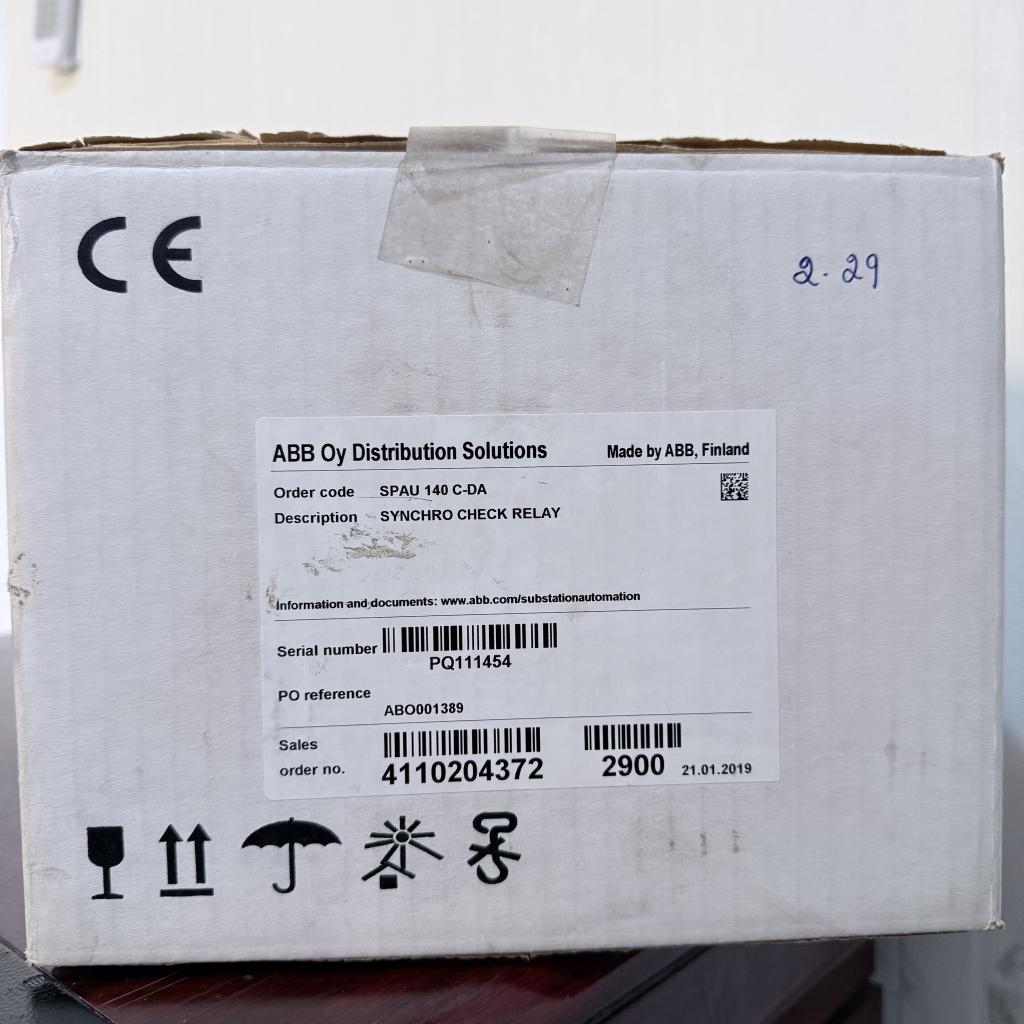 CE
2.29
ABB Oy Distribution Solutions Made by ABB, Finland
Order code SPAU 140 C-DA
Description SYNCHRO CHECK RELAY
Information and documents: www.abb.com/substationautomation
Serial number
PQ111454
PO reference
ABO001389
Sales
order no. 4110204372 2900 21.01.2019